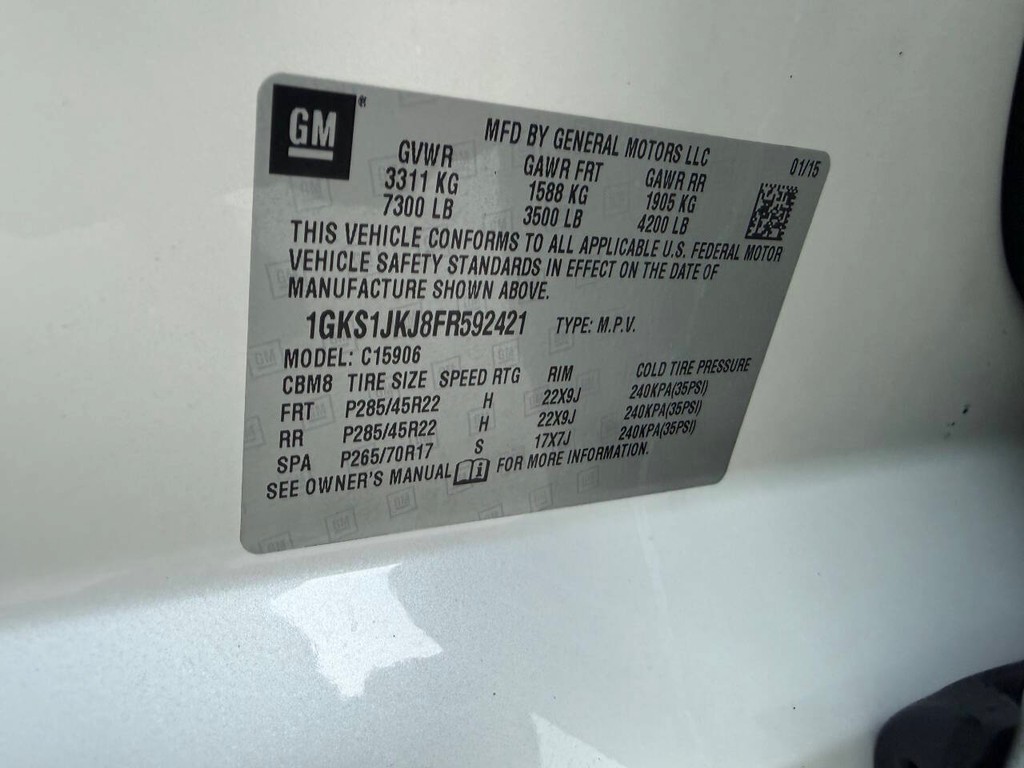 GM
MFD BY GENERAL MOTORS LLC
01/15
GVWR GAWR FRT GAWR RR
3311 KG 1588 KG 1905 KG
7300 LB 3500 LB 4200 LB
THIS VEHICLE CONFORMS TO ALL APPLICABLE U.S. FEDERAL MOTOR
VEHICLE SAFETY STANDARDS IN EFFECT ON THE DATE OF
MANUFACTURE SHOWN ABOVE.
1GKS1JKJ8FR592421 TYPE: M.P.V.
MODEL: C15906
CBM8 TIRE SIZE SPEED RTG RIM COLD TIRE PRESSURE
FRT P285/45R22 H 22X9J 240KPA(35PSI)
RR P285/45R22 H 22X9J 240KPA(35PSI)
SPA P265/70R17 S 17X7J 240KPA(35PSI)
SEE OWNER'S MANUAL FOR MORE INFORMATION.